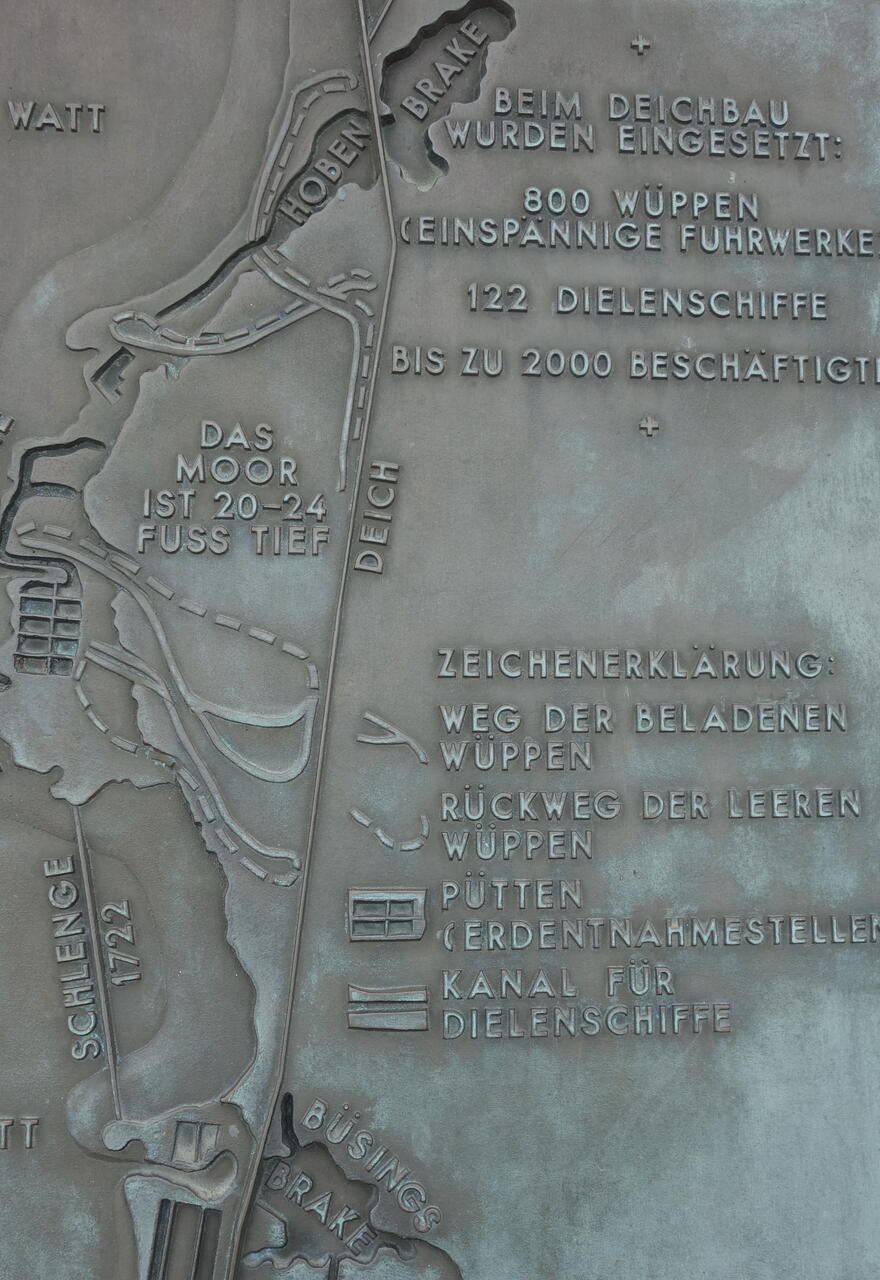 WATT
HOBEN
BRAKE
BEIM DEICHBAU
WURDEN EINGESETZT:
800 WÜPPEN
(EINSPÄNNIGE FUHRWERKE)
122 DIELENSCHIFFE
BIS ZU 2000 BESCHÄFTIGTE
DAS
MOOR
IST 20-24
FUSS TIEF
DEICH
ZEICHENERKLÄRUNG:
WEG DER BELADENEN
WÜPPEN
RÜCKWEG DER LEEREN
WÜPPEN
PÜTTEN
(ERDENTNAHMESTELLEN
KANAL FÜR
DIELENSCHIFFE
SCHLENGE
1722
TT
BÜSINGS
BRAKE